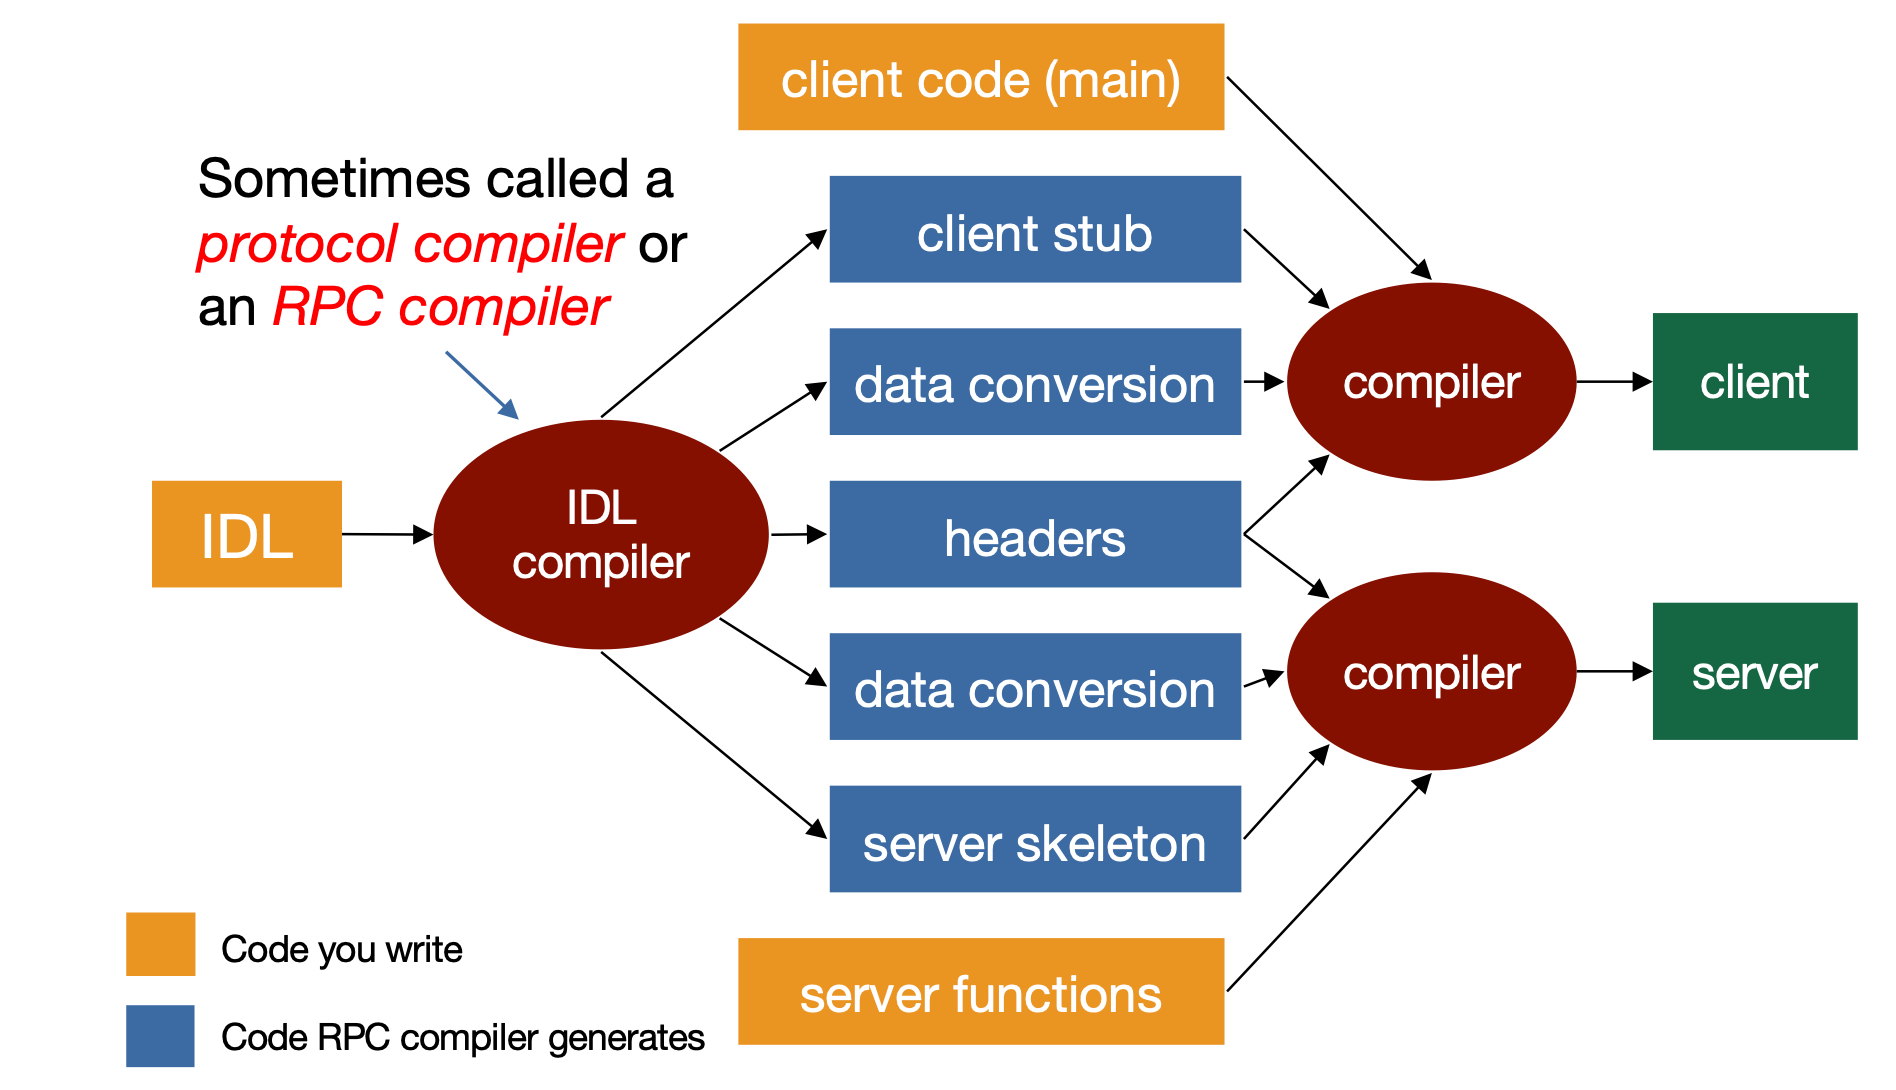 client code (main)
Sometimes called a
protocol compiler or
an RPC compiler
client stub
data conversion
compiler
client
IDL
IDL
compiler
headers
data conversion
compiler
server
server skeleton
server functions
Code you write
Code RPC compiler generates